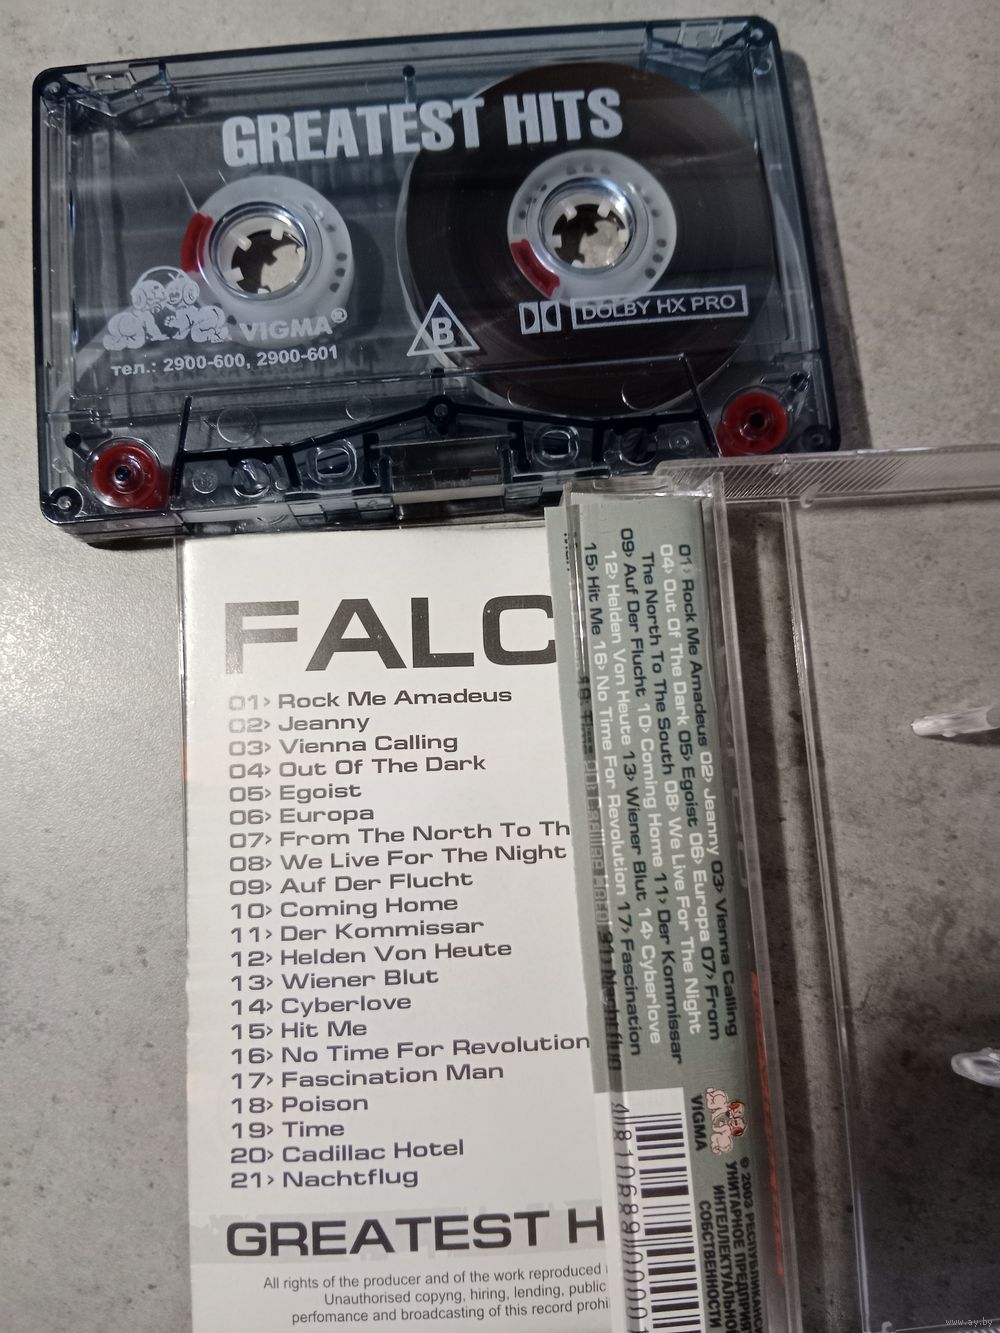 GREATEST HITS
VIGMA®
тел.: 2900-600, 2900-601
B
DOLBY HX PRO
FALC
01› Rock Me Amadeus
02› Jeanny
03› Vienna Calling
04› Out Of The Dark
05› Egoist
06› Europa
07› From The North To Th
08› We Live For The Night
09› Auf Der Flucht
10› Coming Home
11› Der Kommissar
12› Helden Von Heute
13› Wiener Blut
14› Cyberlove
15› Hit Me
16› No Time For Revolution
17› Fascination Man
18› Poison
19› Time
20› Cadillac Hotel
21› Nachtflug
GREATEST H
All rights of the producer and of the work reproduced
Unauthorised copyng, hiring, lending, public
perfomance and broadcasting of this record prohi
01› Rock Me Amadeus 02› Jeanny 03› Vienna Calling
04› Out Of The Dark 05› Egoist 06› Europa 07› From
The North To The South 08› We Live For The Night
09› Auf Der Flucht 10› Coming Home 11› Der Kommissar
12› Helden Von Heute 13› Wiener Blut 14› Cyberlove
15› Hit Me 16› No Time For Revolution 17› Fascination
VIGMA
© 2003 РЕСПУБЛИКАНС
УНИТАРНОЕ ПРЕДПРИЯТ
ИНТЕЛЛЕКТУАЛЬНОЙ
СОБСТВЕННОСТИ
www.ay.by